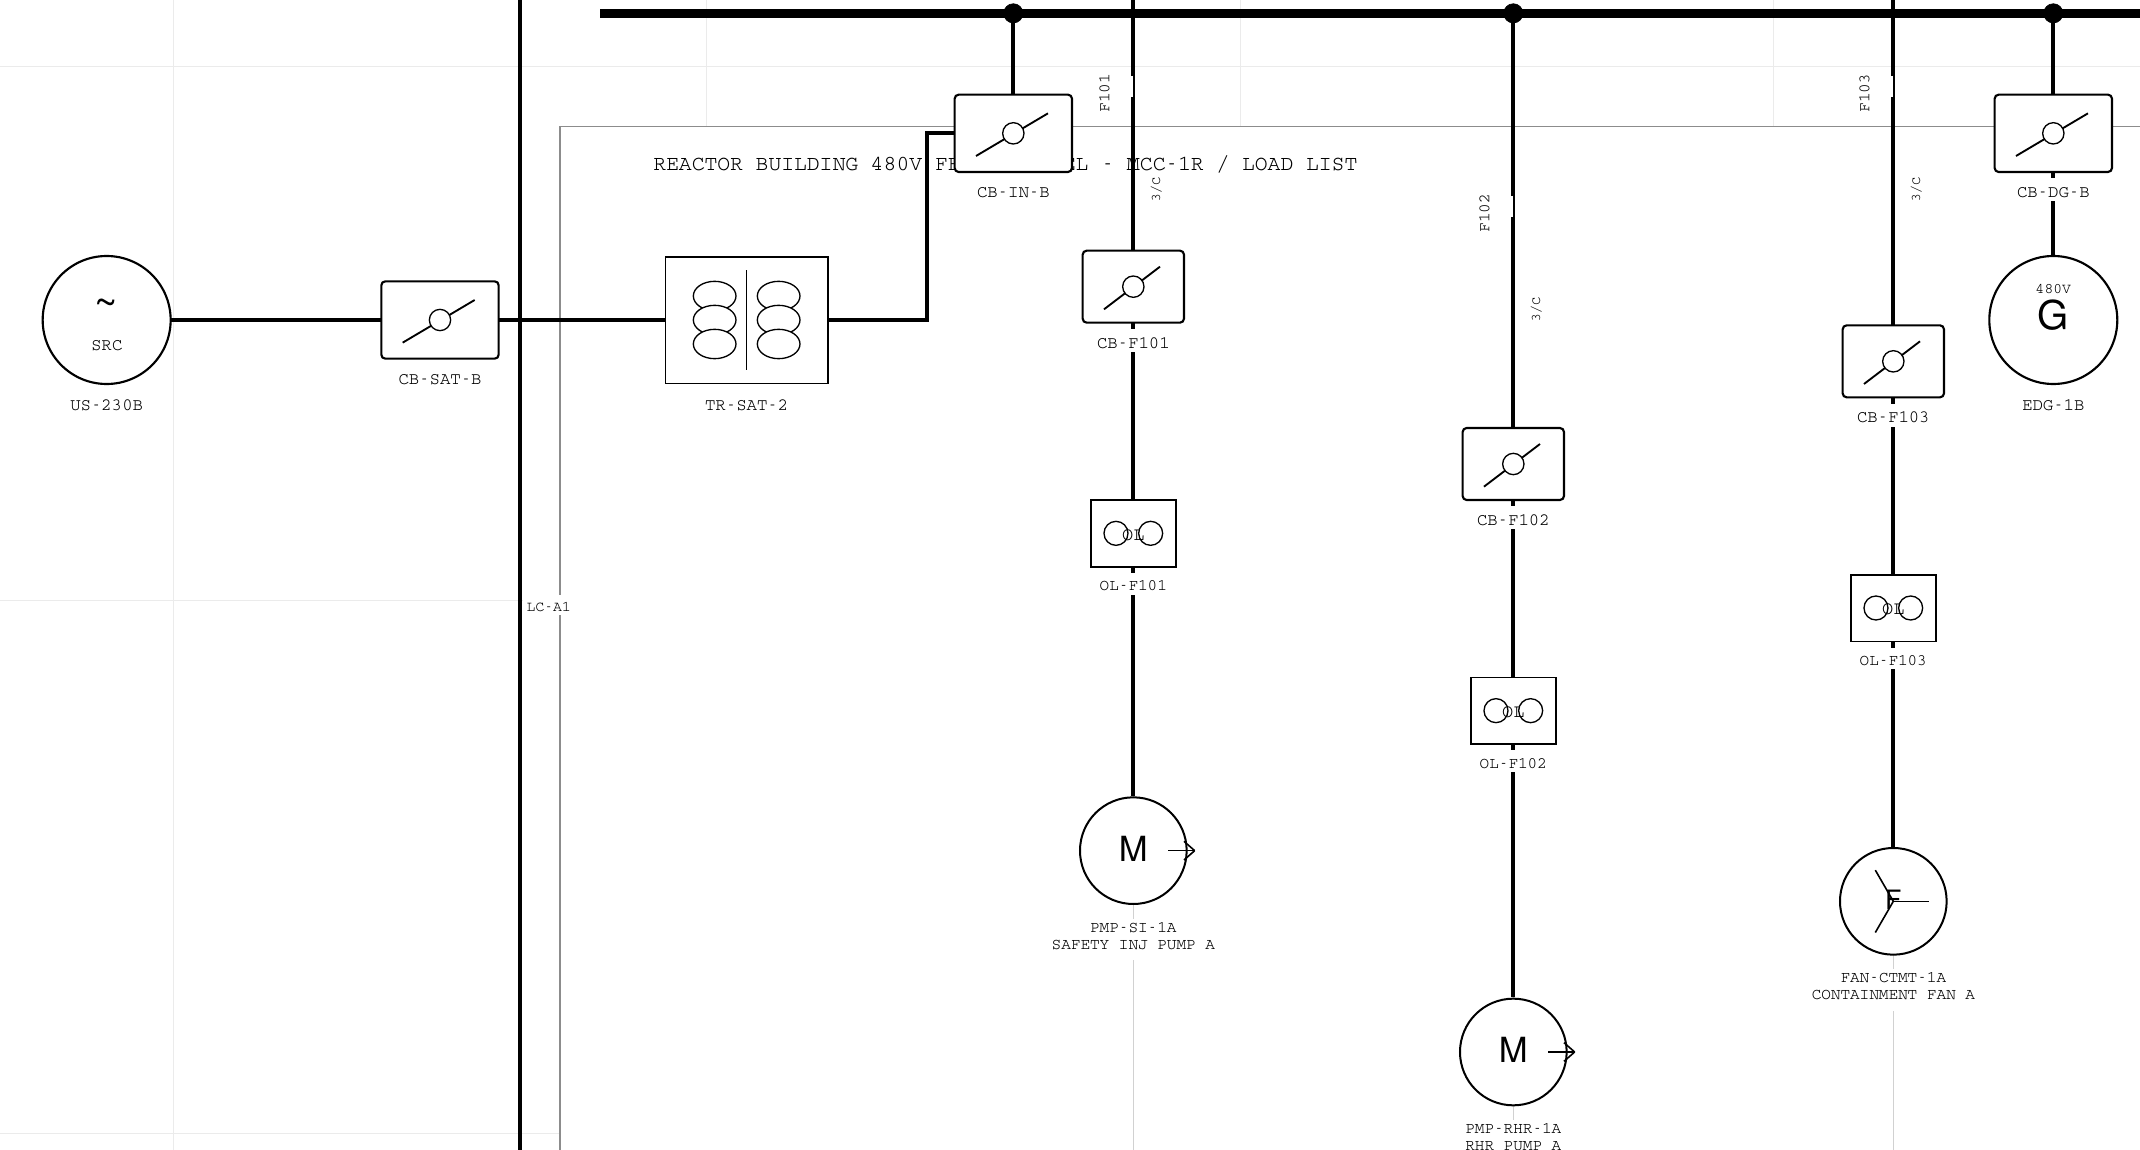 F101
F103
REACTOR BUILDING 480V FE EL - MCC-1R / LOAD LIST
CB-IN-B
3/C
3/C
CB-DG-B
F102
~
SRC
US-230B
CB-SAT-B
TR-SAT-2
CB-F101
3/C
480V
G
EDG-1B
CB-F103
CB-F102
OL
OL-F101
LC-A1
OL
OL-F103
OL
OL-F102
M
PMP-SI-1A
SAFETY INJ PUMP A
F
FAN-CTMT-1A
CONTAINMENT FAN A
M
PMP-RHR-1A
RHR PUMP A